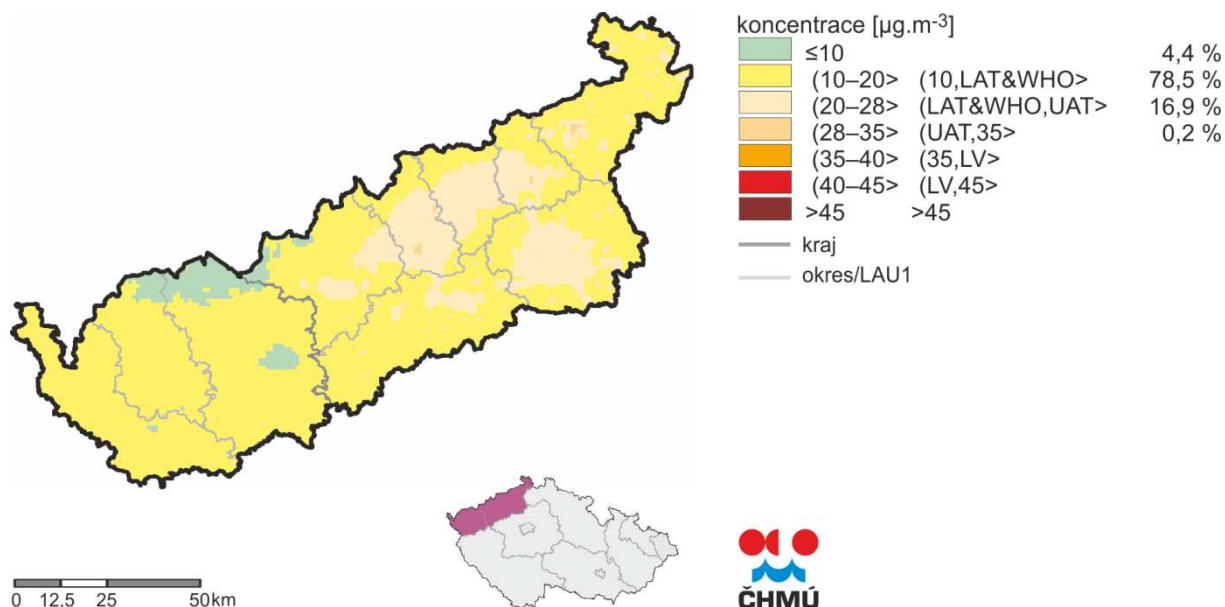 koncentrace [µg.m-3]
≤10 4,4 %
(10–20> (10,LAT&WHO> 78,5 %
(20–28> (LAT&WHO,UAT> 16,9 %
(28–35> (UAT,35> 0,2 %
(35–40> (35,LV>
(40–45> (LV,45>
>45 >45
kraj
okres/LAU1
0 12,5 25 50km
ČHMÚ